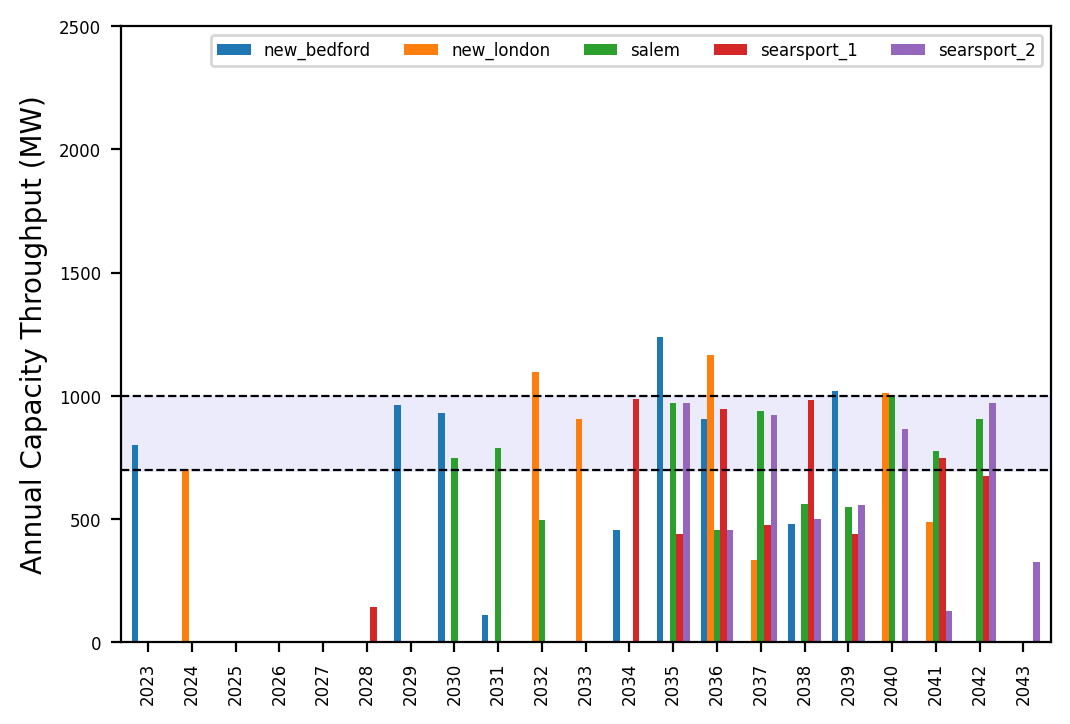 Annual Capacity Throughput (MW)
2500
2000
1500
1000
500
0
new_bedford new_london salem searsport_1 searsport_2
2023 2024 2025 2026 2027 2028 2029 2030 2031 2032 2033 2034 2035 2036 2037 2038 2039 2040 2041 2042 2043